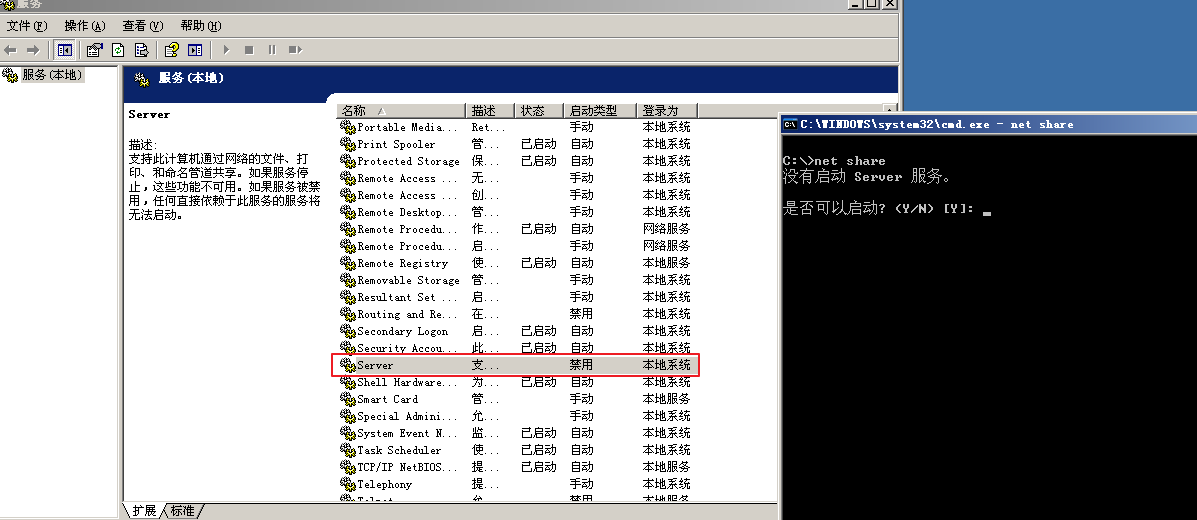 服务
文件(F) 操作(A) 查看(V) 帮助(H)
服务(本地)
服务(本地)
Server
描述:
支持此计算机通过网络的文件、打
印、和命名管道共享。如果服务停
止，这些功能不可用。如果服务被禁
用，任何直接依赖于此服务的服务将
无法启动。
名称 描述 状态 启动类型 登录为
Portable Media... Ret... 手动 本地系统
Print Spooler 管... 已启动 自动 本地系统
Protected Storage 保... 已启动 自动 本地系统
Remote Access ... 无... 手动 本地系统
Remote Access ... 创... 手动 本地系统
Remote Desktop... 管... 手动 本地系统
Remote Procedu... 作... 已启动 自动 网络服务
Remote Procedu... 启... 手动 网络服务
Remote Registry 使... 已启动 自动 本地服务
Removable Storage 管... 手动 本地系统
Resultant Set ... 启... 手动 本地系统
Routing and Re... 在... 禁用 本地系统
Secondary Logon 启... 已启动 自动 本地系统
Security Accou... 此... 已启动 自动 本地系统
Server 支... 禁用 本地系统
Shell Hardware... 为... 已启动 自动 本地系统
Smart Card 管... 手动 本地服务
Special Admini... 允... 手动 本地系统
System Event N... 监... 已启动 自动 本地系统
Task Scheduler 使... 已启动 自动 本地系统
TCP/IP NetBIOS... 提... 已启动 自动 本地服务
Telephony 提... 手动 本地系统
Telnet 允... 禁用 本地服务
扩展 标准
C:\WINDOWS\system32\cmd.exe - net share
C:\>net share
没有启动 Server 服务。
是否可以启动? (Y/N) [Y]: _